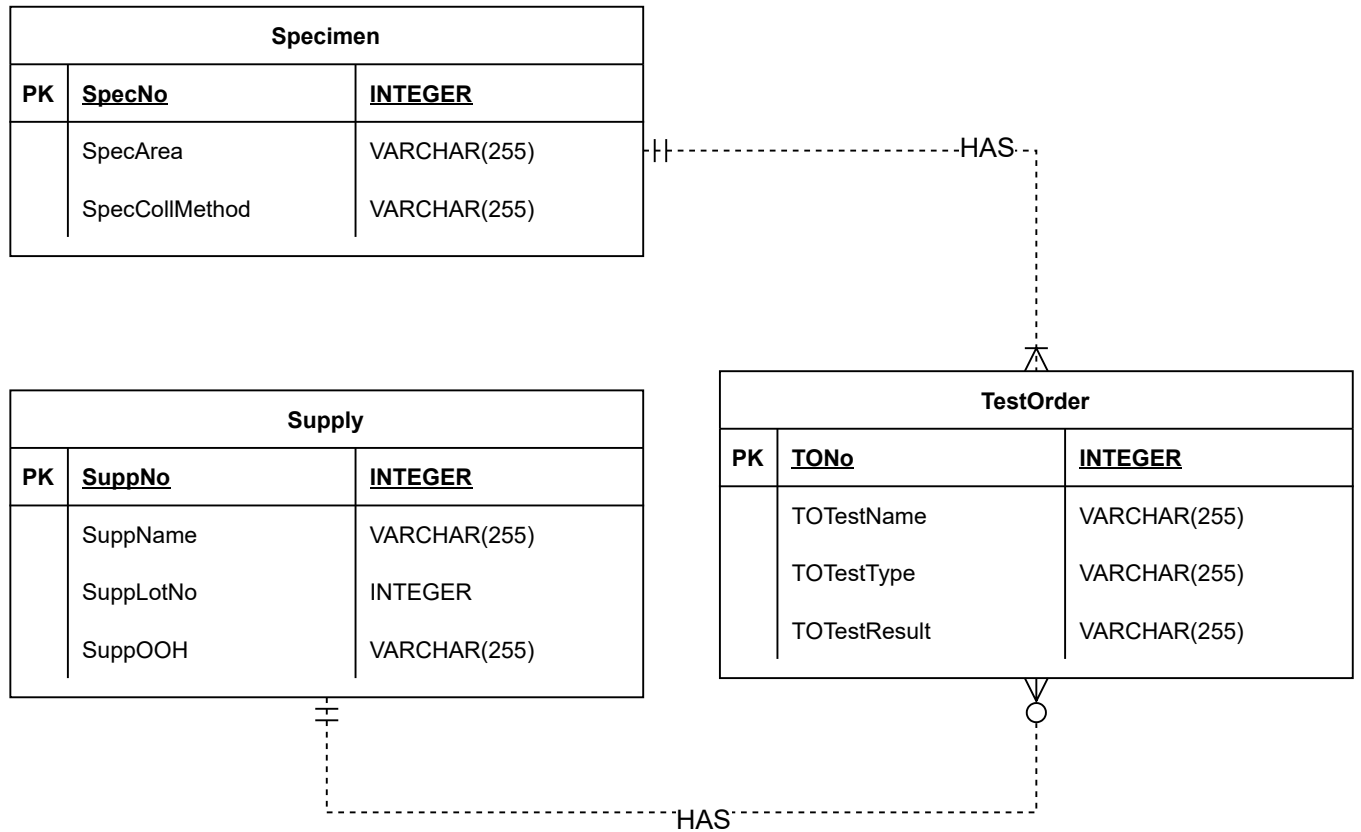 Specimen
PK SpecNo INTEGER
SpecArea VARCHAR(255)
SpecCollMethod VARCHAR(255)
HAS
Supply
PK SuppNo INTEGER
SuppName VARCHAR(255)
SuppLotNo INTEGER
SuppOOH VARCHAR(255)
TestOrder
PK TONo INTEGER
TOTestName VARCHAR(255)
TOTestType VARCHAR(255)
TOTestResult VARCHAR(255)
HAS